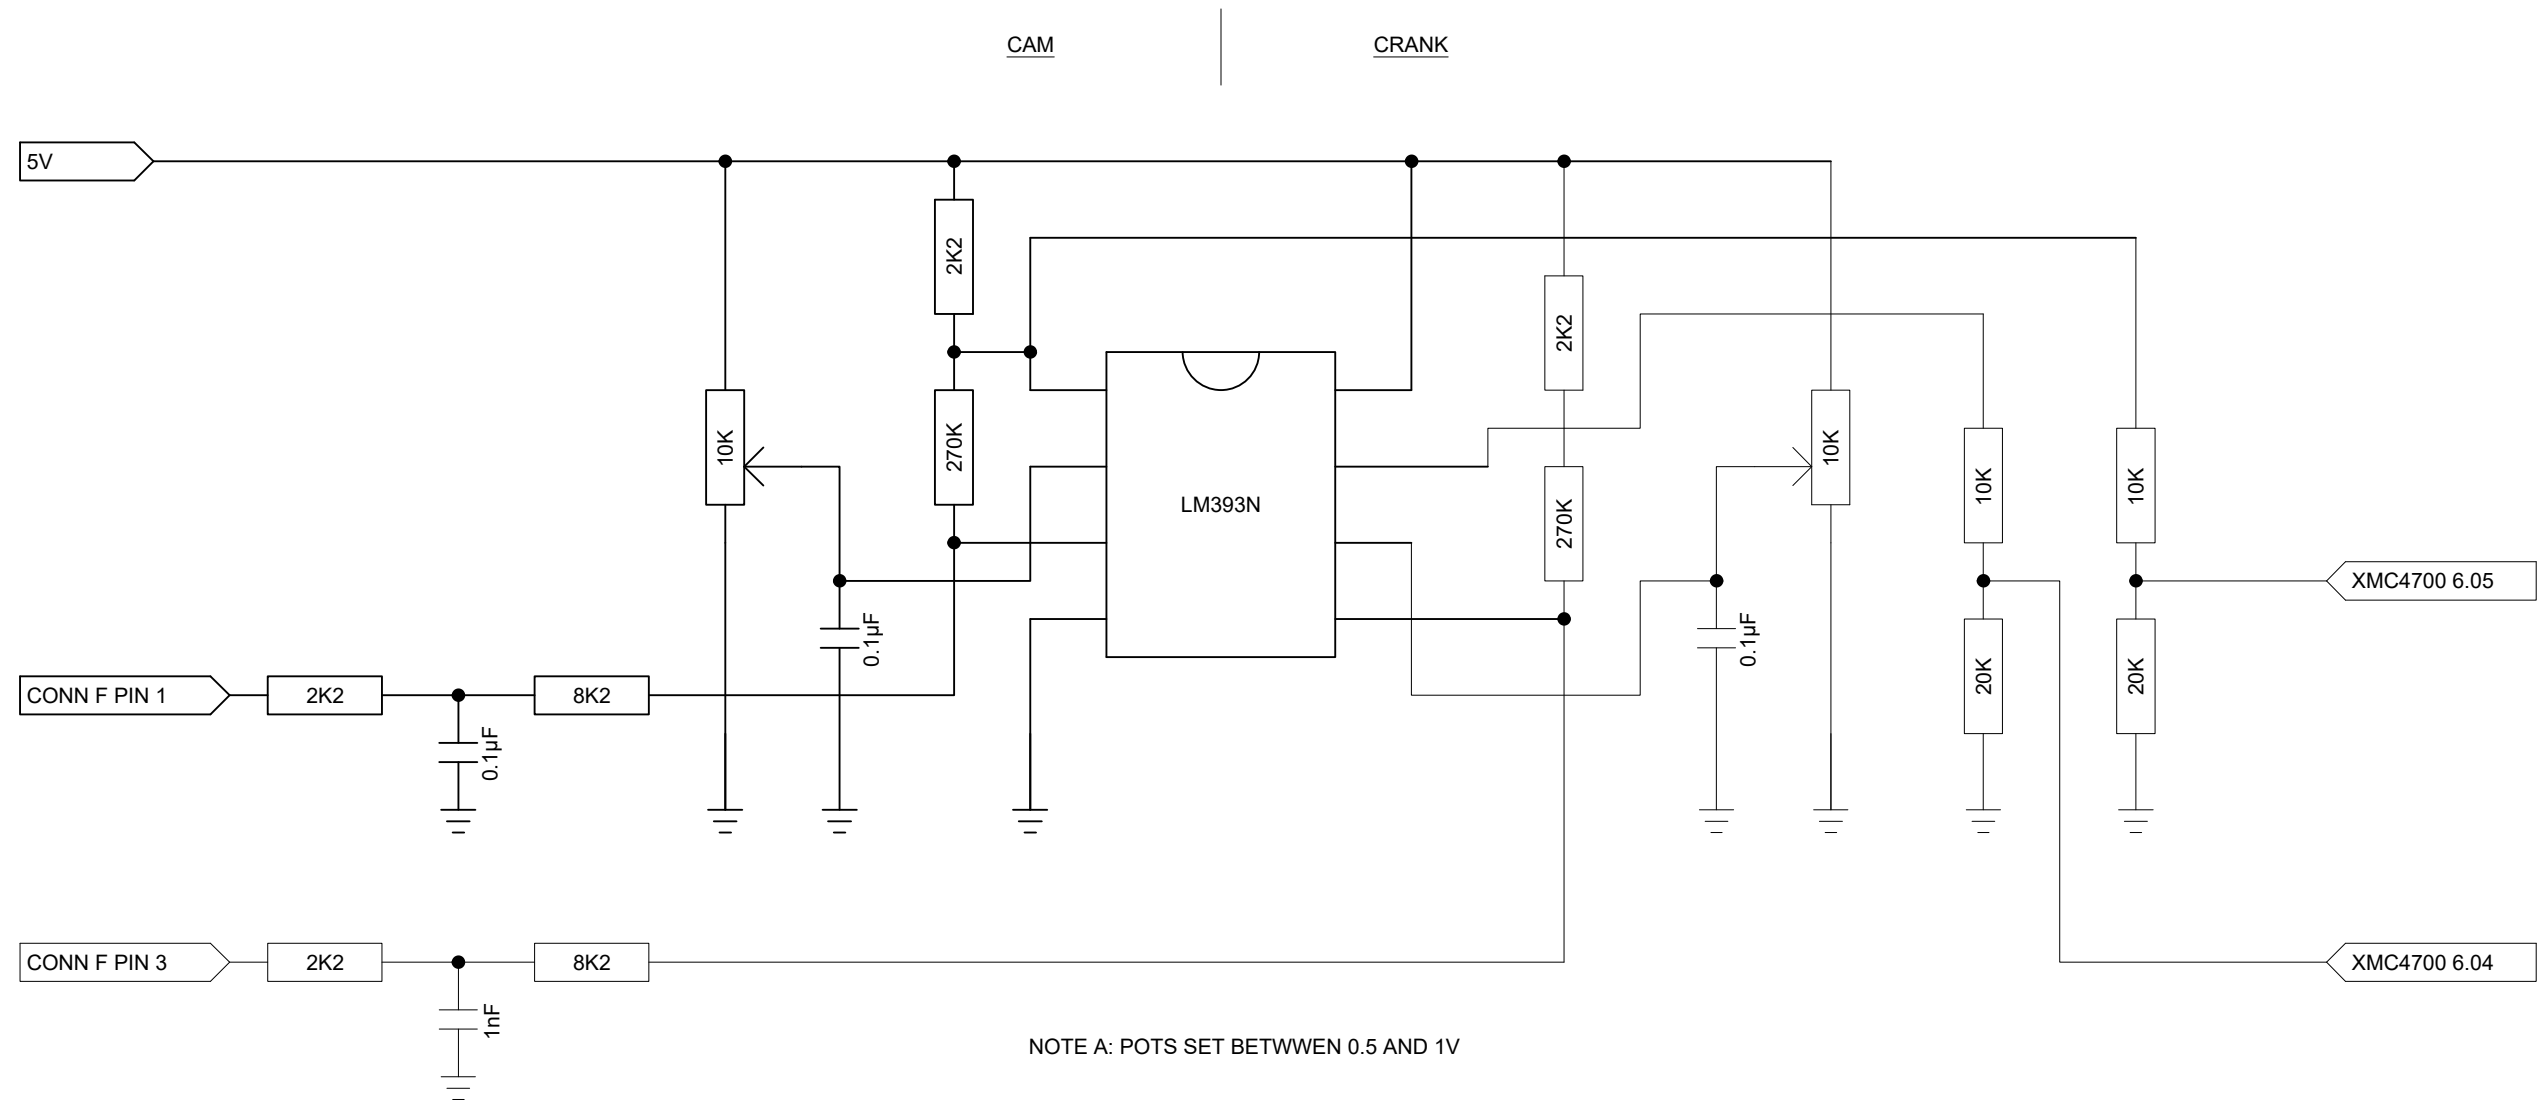 CAM
CRANK
5V
2K2
2K2
10K
270K
10K
10K
10K
LM393N
270K
XMC4700 6.05
0.1µF
0.1µF
CONN F PIN 1
2K2
8K2
20K
20K
0.1µF
CONN F PIN 3
2K2
8K2
XMC4700 6.04
1nF
NOTE A: POTS SET BETWWEN 0.5 AND 1V